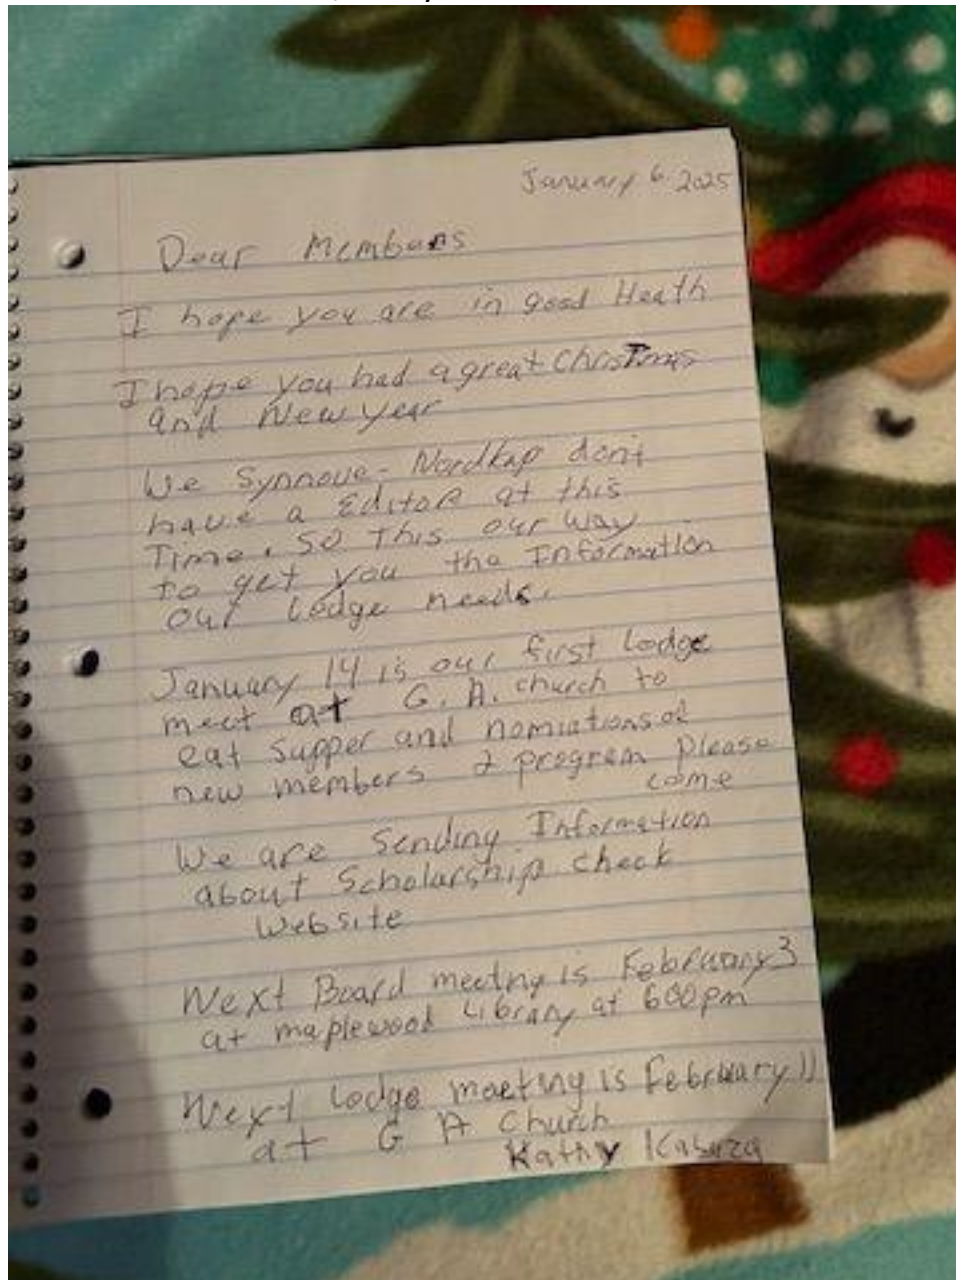 January 6 2025
Dear Members
I hope you are in good Heath
I hope you had a great Christmas
and New year
We Synnove-Nordkap don't
have a Editor at this
Time. So This our way
to get you the Information
our Lodge needs.
January 14 is our first Lodge
meet at G. A. church to
eat supper and nomiations of
new members & program please
come
We are Sending Information
about Scholarship check
Website
Next Board meetng is February 3
at maplewood Library at 600pm
Next Lodge meeting is February 11
at G A Church
Kathy